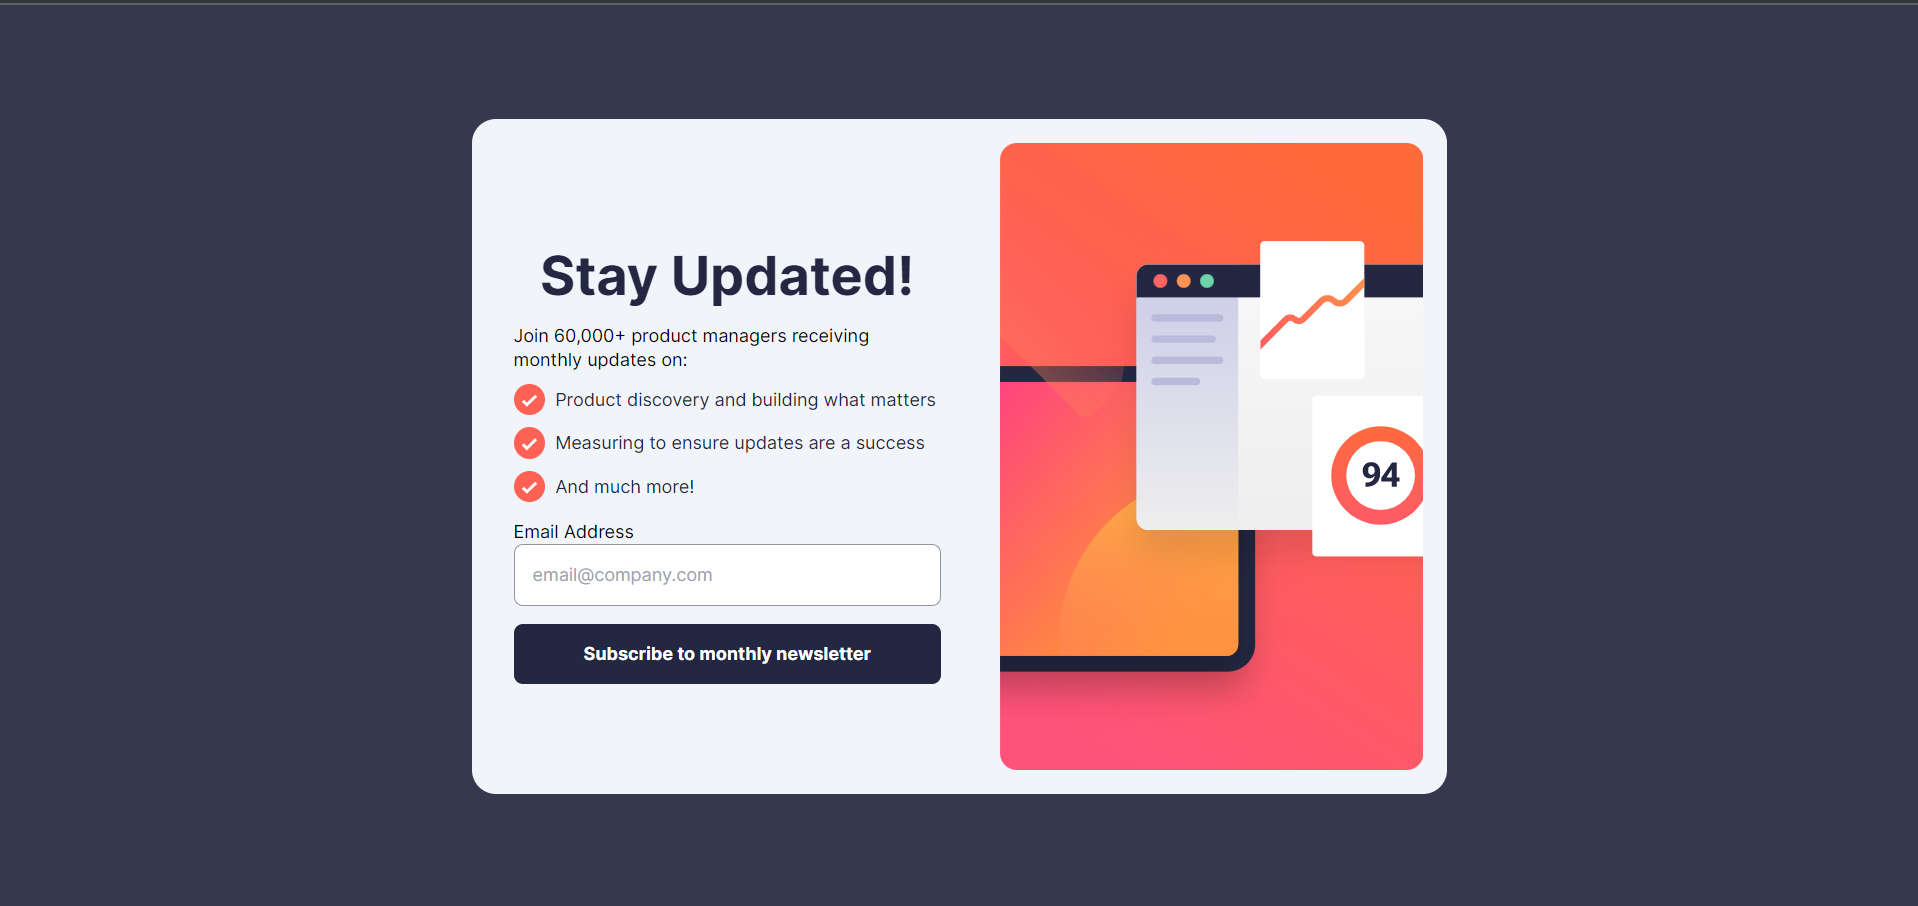 Stay Updated!
Join 60,000+ product managers receiving
monthly updates on:
Product discovery and building what matters
Measuring to ensure updates are a success
And much more!
Email Address
email@company.com
Subscribe to monthly newsletter
94